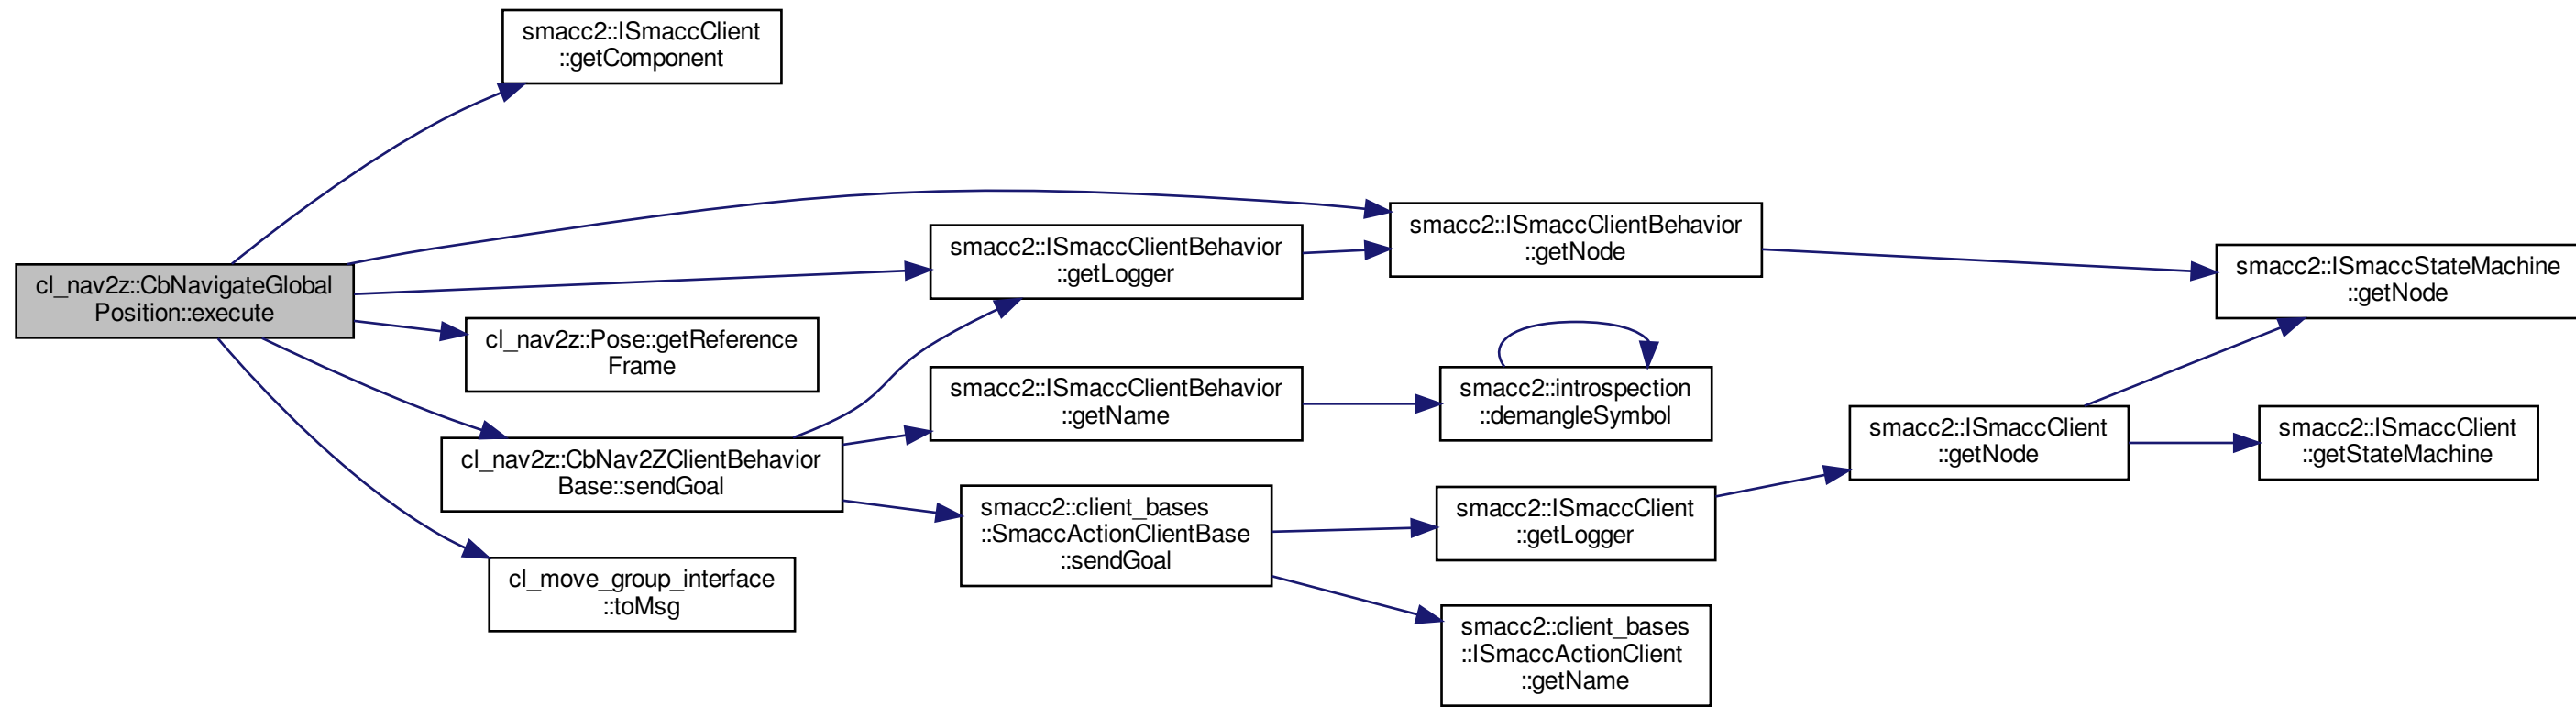 smacc2::ISmaccClient
::getComponent
cl_nav2z::CbNavigateGlobal
Position::execute
smacc2::ISmaccClientBehavior
::getLogger
cl_nav2z::Pose::getReference
Frame
cl_nav2z::CbNav2ZClientBehavior
Base::sendGoal
cl_move_group_interface
::toMsg
smacc2::ISmaccClientBehavior
::getName
smacc2::client_bases
::SmaccActionClientBase
::sendGoal
smacc2::ISmaccClientBehavior
::getNode
smacc2::introspection
::demangleSymbol
smacc2::ISmaccClient
::getLogger
smacc2::client_bases
::ISmaccActionClient
::getName
smacc2::ISmaccClient
::getNode
smacc2::ISmaccStateMachine
::getNode
smacc2::ISmaccClient
::getStateMachine